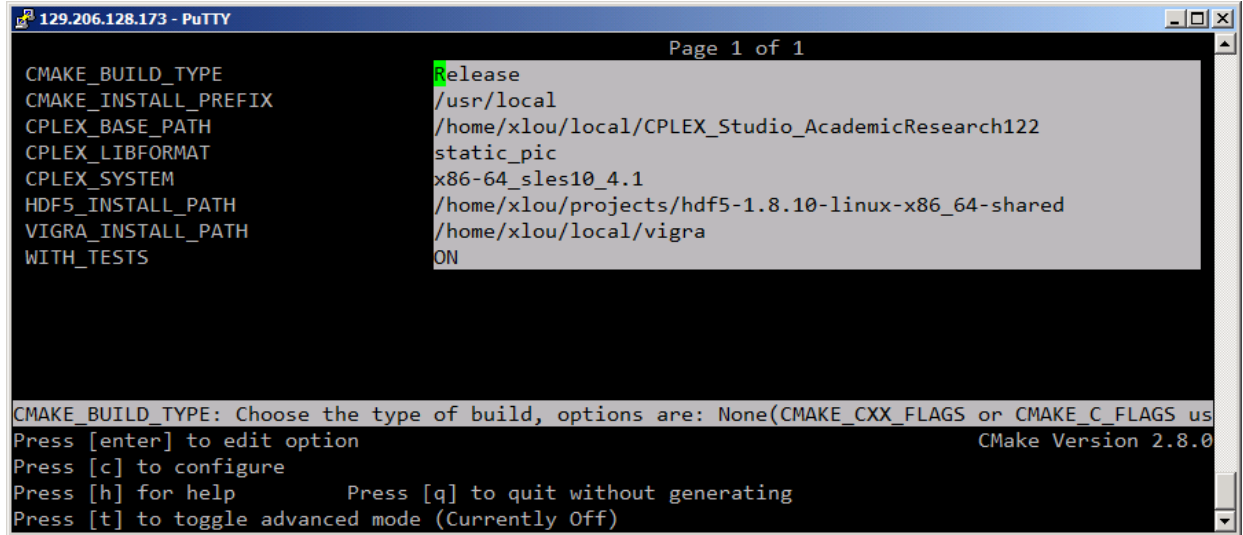 129.206.128.173 - PuTTY
Page 1 of 1
CMAKE_BUILD_TYPE Release
CMAKE_INSTALL_PREFIX /usr/local
CPLEX_BASE_PATH /home/xlou/local/CPLEX_Studio_AcademicResearch122
CPLEX_LIBFORMAT static_pic
CPLEX_SYSTEM x86-64_sles10_4.1
HDF5_INSTALL_PATH /home/xlou/projects/hdf5-1.8.10-linux-x86_64-shared
VIGRA_INSTALL_PATH /home/xlou/local/vigra
WITH_TESTS ON
CMAKE_BUILD_TYPE: Choose the type of build, options are: None(CMAKE_CXX_FLAGS or CMAKE_C_FLAGS us
Press [enter] to edit option CMake Version 2.8.0
Press [c] to configure
Press [h] for help Press [q] to quit without generating
Press [t] to toggle advanced mode (Currently Off)